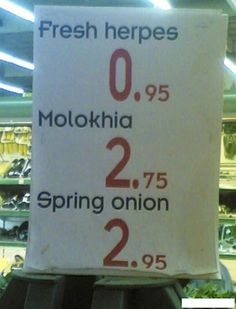 Fresh herpes
0.95
Molokhia
2.75
Spring onion
2.95